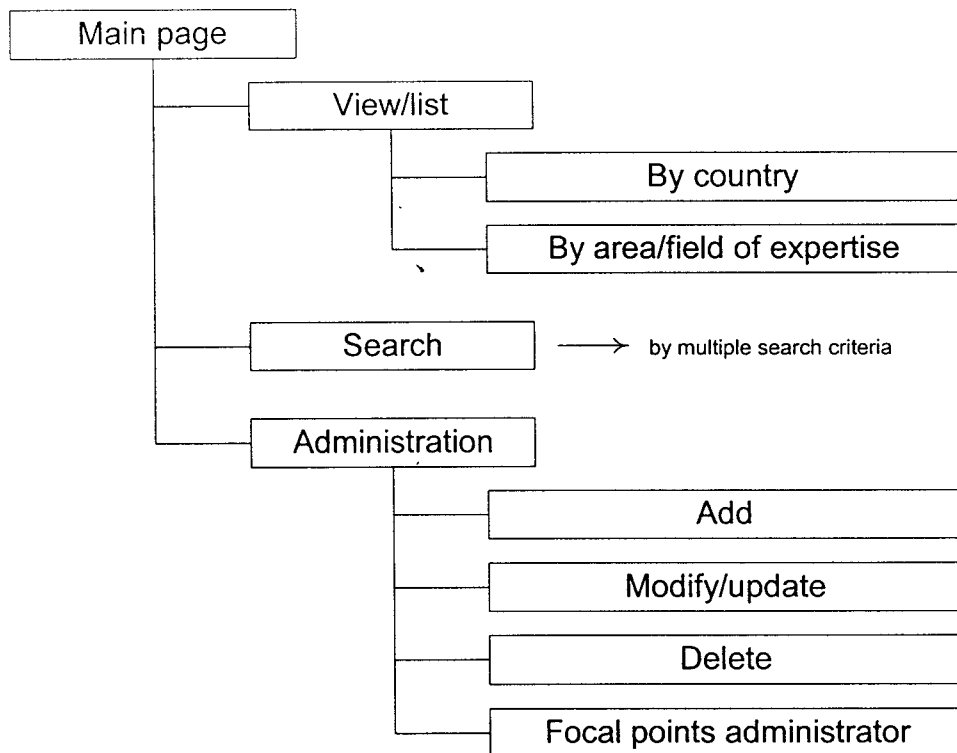 Main page
View/list
By country
By area/field of expertise
Search
by multiple search criteria
Administration
Add
Modify/update
Delete
Focal points administrator